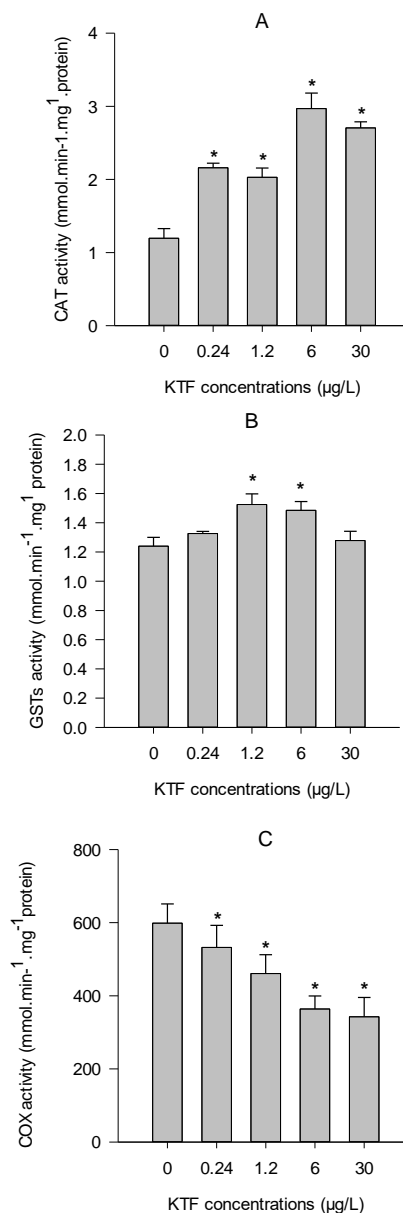 A
CAT activity (mmol.min-1.mg¹.protein)
4
3
2
1
0
*
*
*
*
0 0.24 1.2 6 30
KTF concentrations (µg/L)
B
GSTs activity (mmol.min⁻¹.mg¹ protein)
2.0
1.8
1.6
1.4
1.2
1.0
0.8
0.6
0.4
0.2
0.0
*
*
0 0.24 1.2 6 30
KTF concentrations (µg/L)
C
COX activity (mmol.min-¹.mg⁻¹protein)
800
600
400
200
0
*
*
*
*
0 0.24 1.2 6 30
KTF concentrations (µg/L)